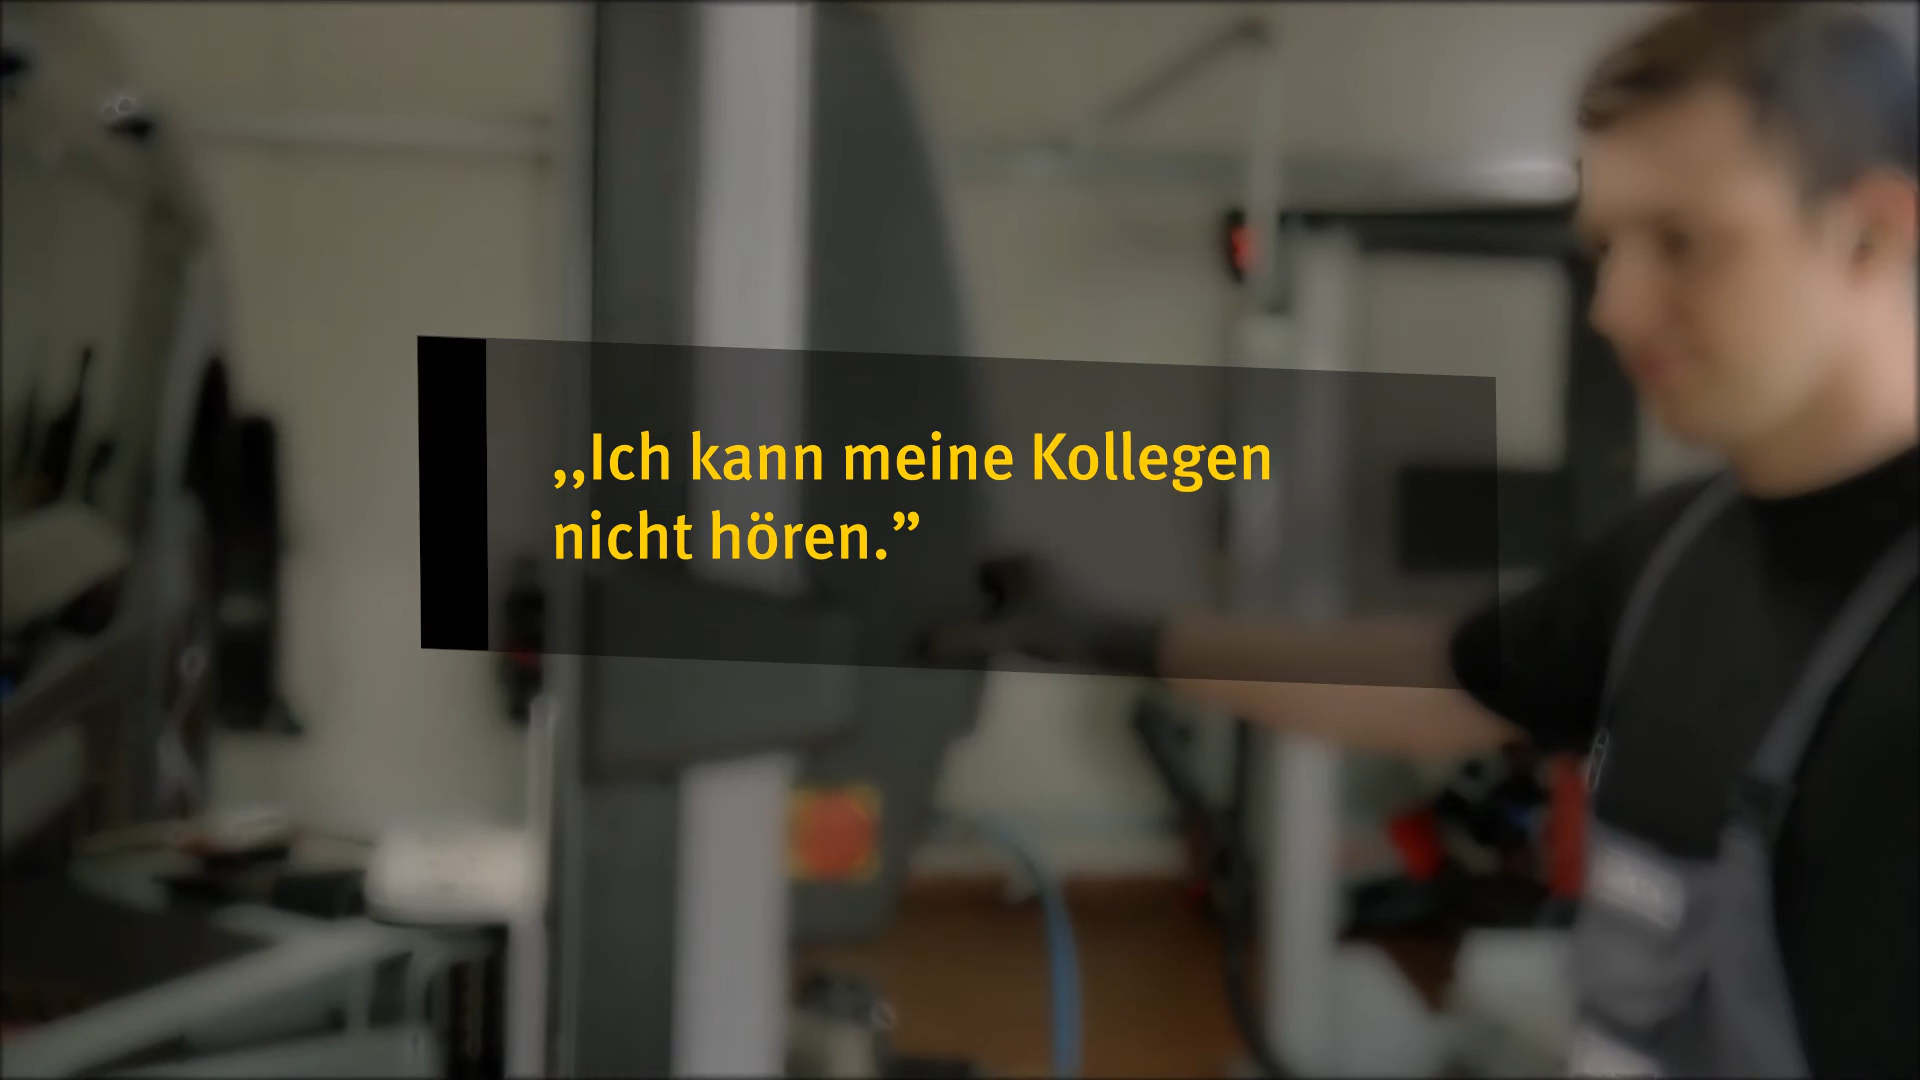 ,,Ich kann meine Kollegen
nicht hören.”